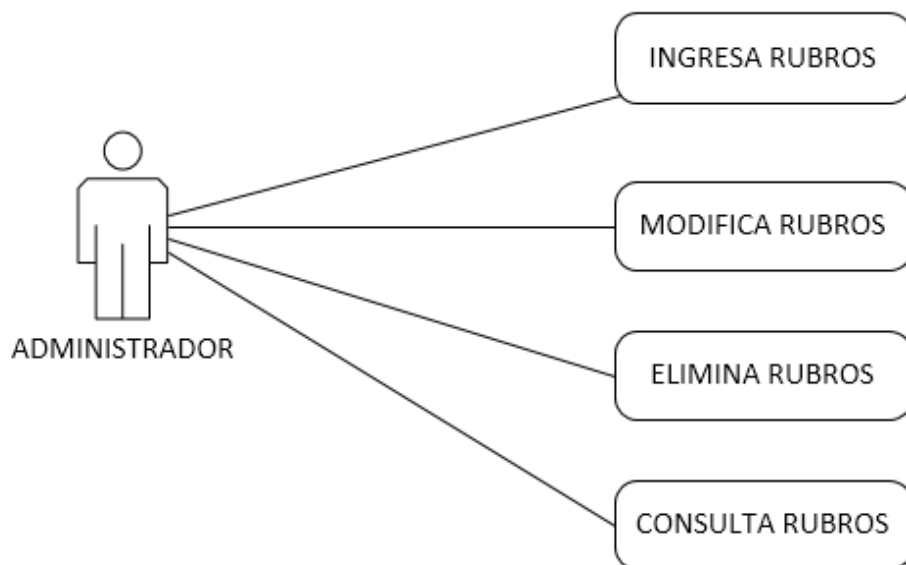 INGRESA RUBROS
MODIFICA RUBROS
ADMINISTRADOR
ELIMINA RUBROS
CONSULTA RUBROS